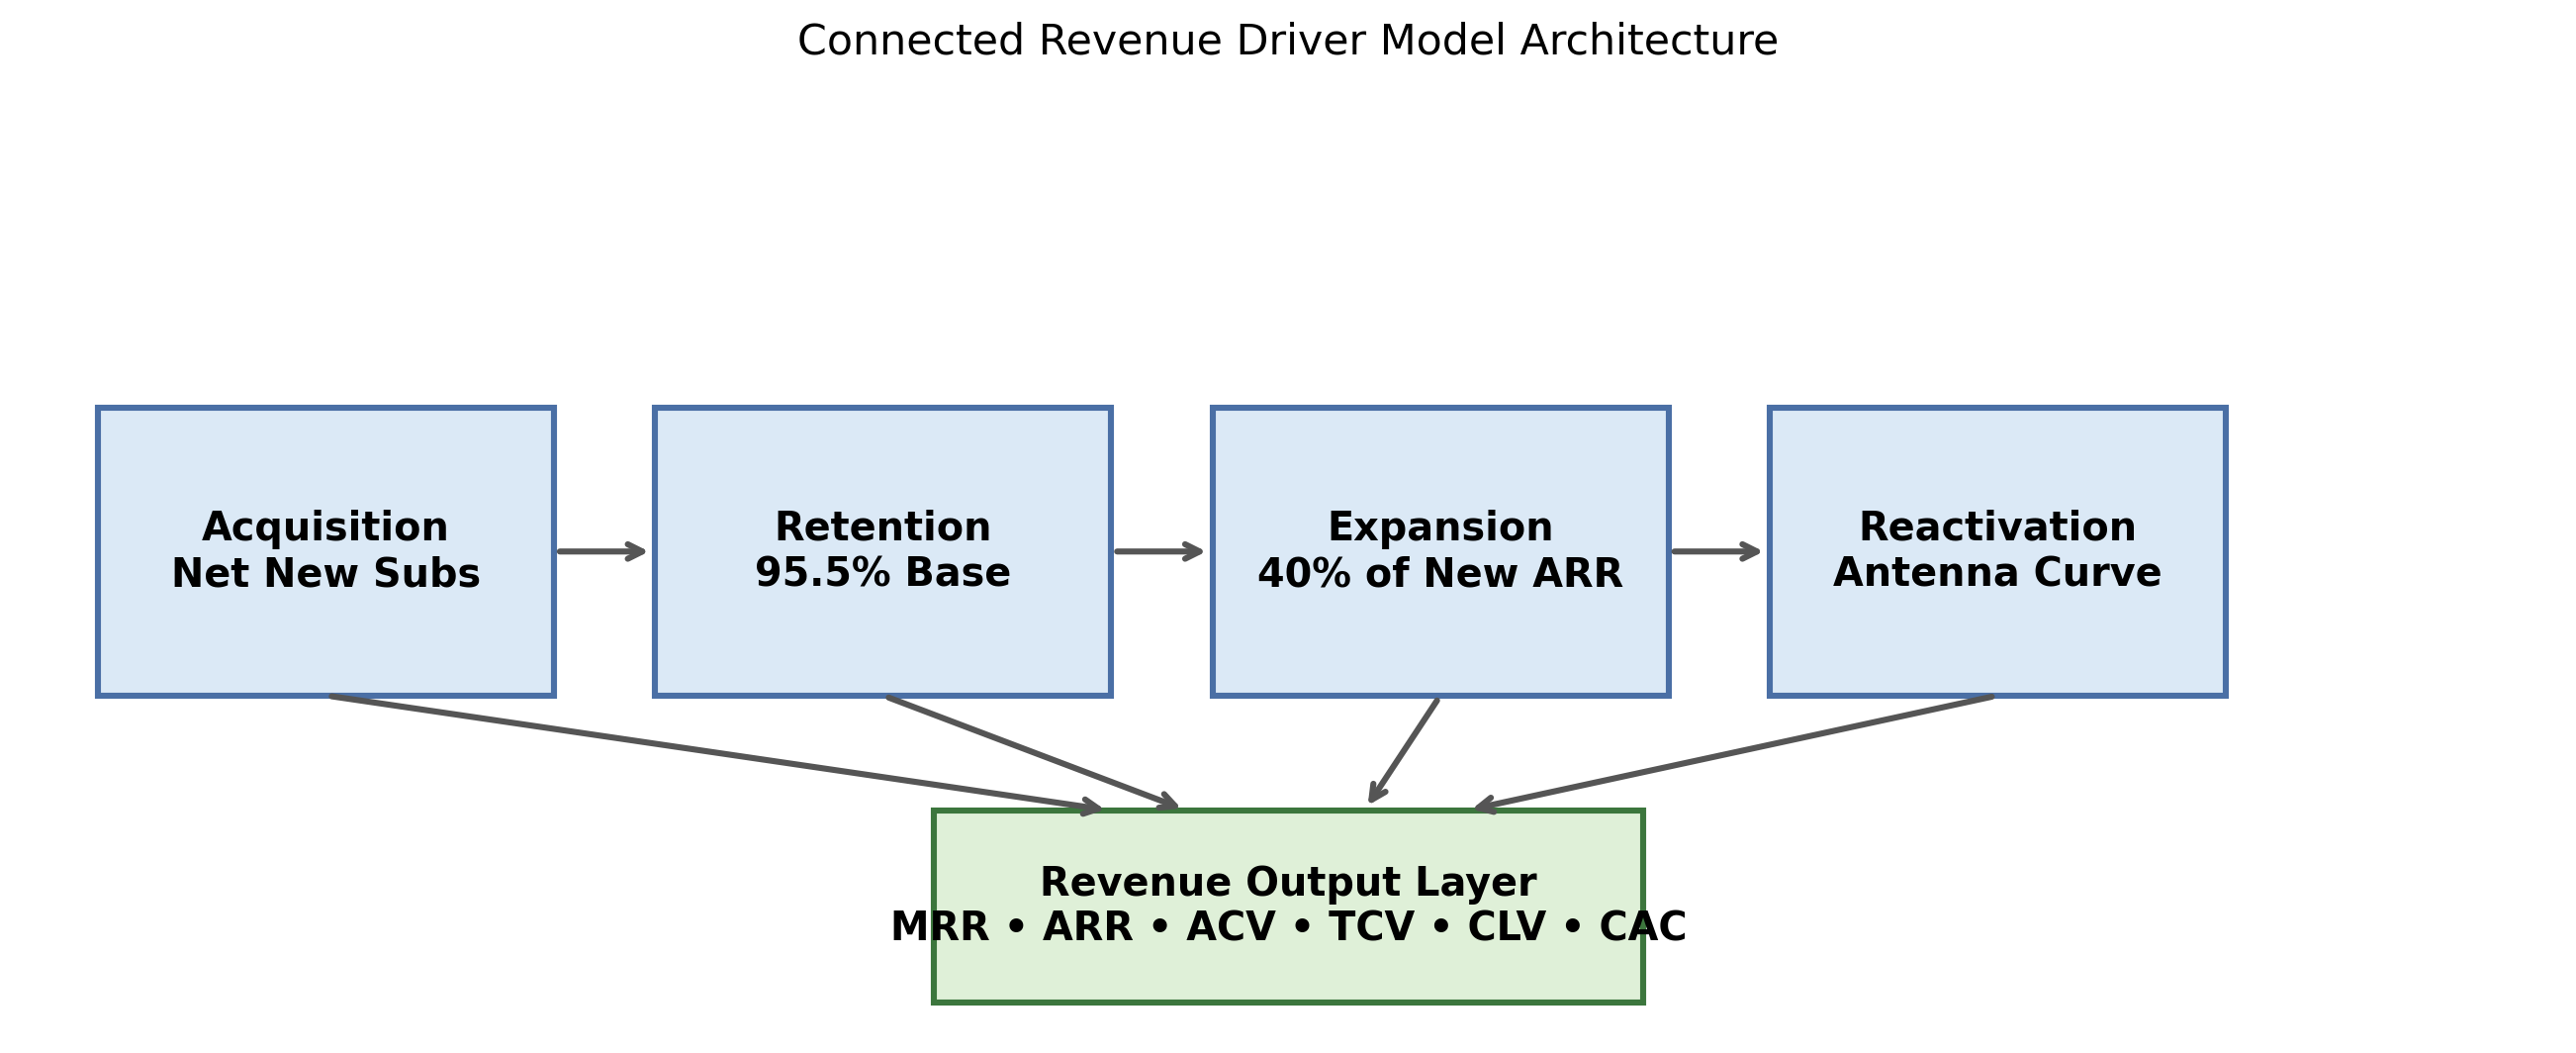 Connected Revenue Driver Model Architecture
Acquisition
Net New Subs
Retention
95.5% Base
Expansion
40% of New ARR
Reactivation
Antenna Curve
Revenue Output Layer
MRR • ARR • ACV • TCV • CLV • CAC